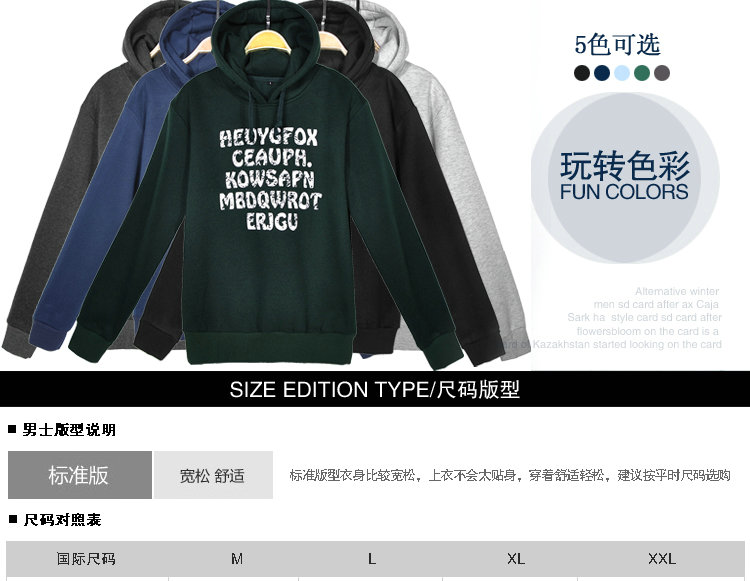 5色可选
HEUYGFOX
CEAUPH.
KOWSAPN
MBDQWROT
ERJGU
玩转色彩
FUN COLORS
Alternative winter
men sd card after ax Caja
Sark ha style card sd card after
flowersbloom on the card is a
card of Kazakhstan started looking on the card
SIZE EDITION TYPE/尺码版型
■ 男士版型说明
标准版 宽松 舒适 标准版型衣身比较宽松，上衣不会太贴身，穿着舒适轻松，建议按平时尺码选购
■ 尺码对照表
国际尺码 M L XL XXL